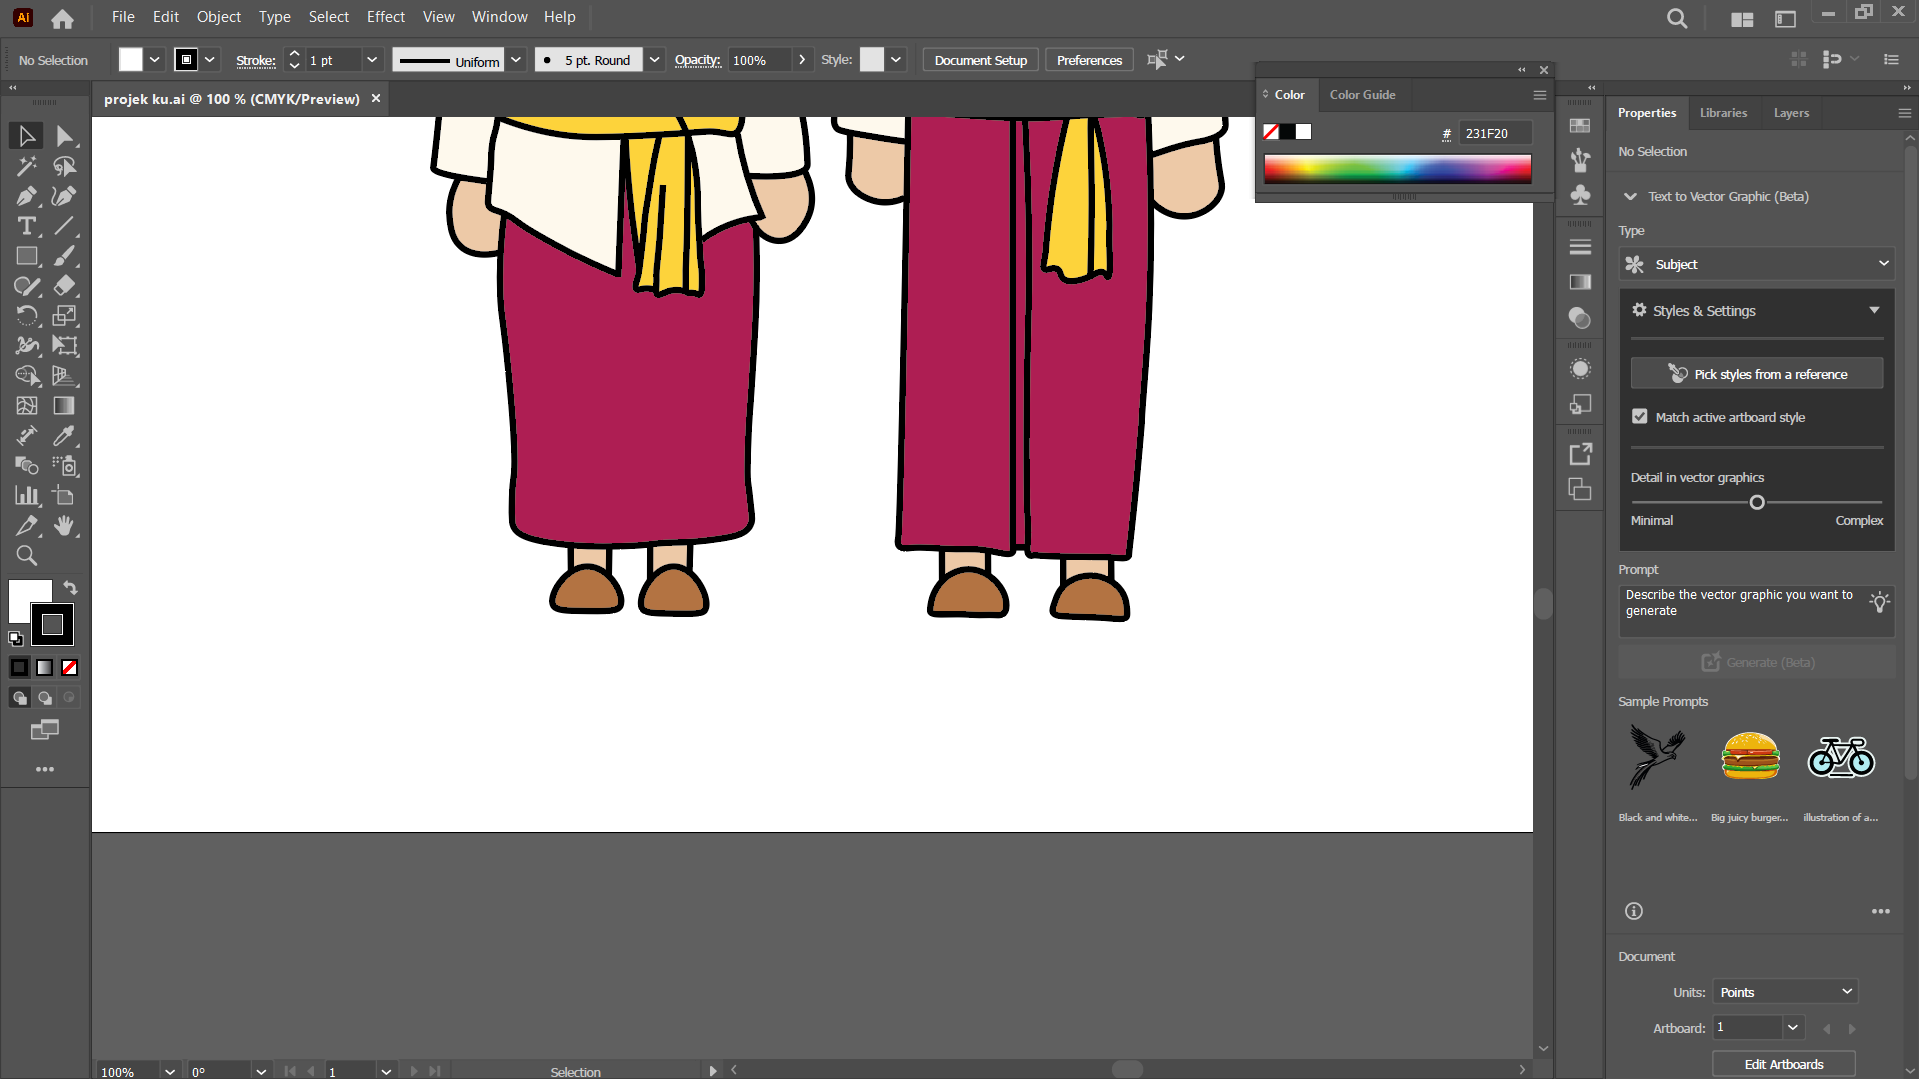 Ai File Edit Object Type Select Effect View Window Help
No Selection Stroke: 1 pt Uniform 5 pt. Round Opacity: 100% Style: Document Setup Preferences
projek ku.ai @ 100 % (CMYK/Preview)
Color Color Guide
# 231F20
Properties Libraries Layers
No Selection
Text to Vector Graphic (Beta)
Type
Subject
Styles & Settings
Pick styles from a reference
Match active artboard style
Detail in vector graphics
Minimal Complex
Prompt
Describe the vector graphic you want to
generate
Generate (Beta)
Sample Prompts
Black and white... Big juicy burger... illustration of a...
Document
Units: Points
Artboard: 1
Edit Artboards
100% 0° 1 Selection